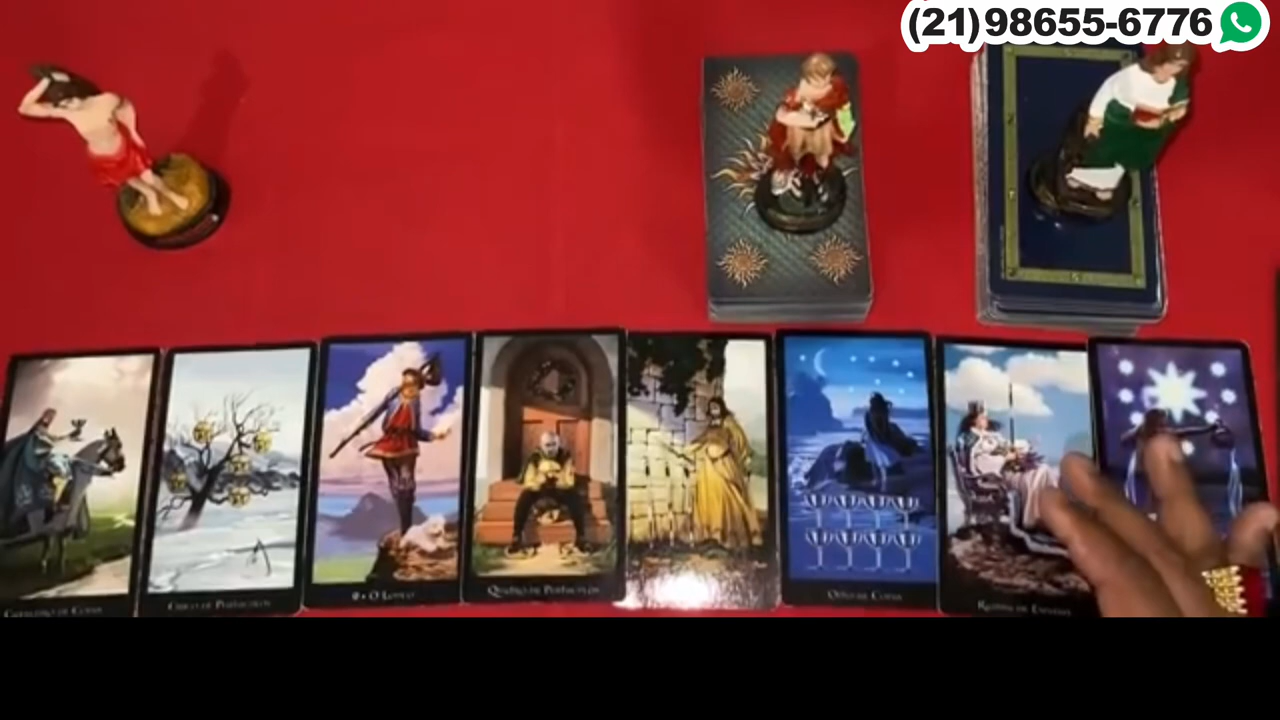 (21)98655-6776
Cavaleiro de Copas
Cinco de Pentáculos
0 • O Louco
Quatro de Pentáculos
Oito de Copas
Rainha de Espadas